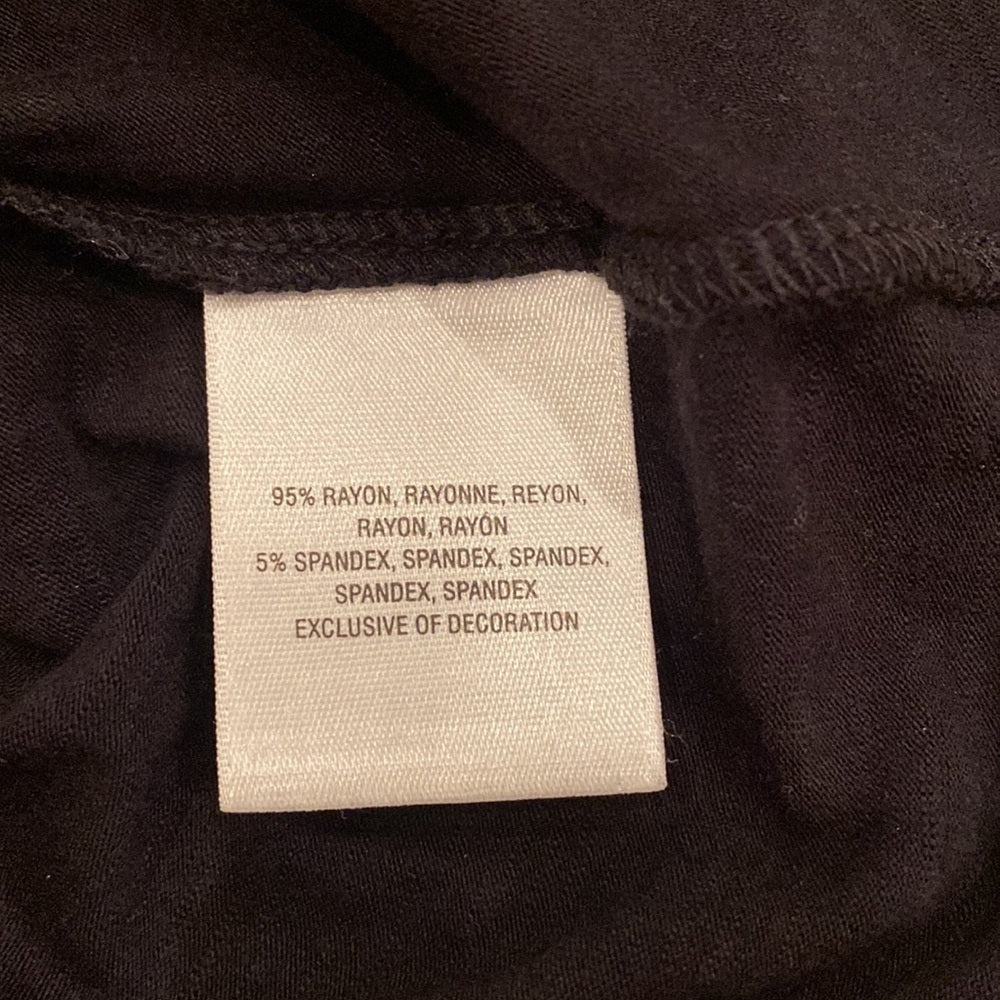 95% RAYON, RAYONNE, REYON,
RAYON, RAYÓN
5% SPANDEX, SPANDEX, SPANDEX,
SPANDEX, SPANDEX
EXCLUSIVE OF DECORATION